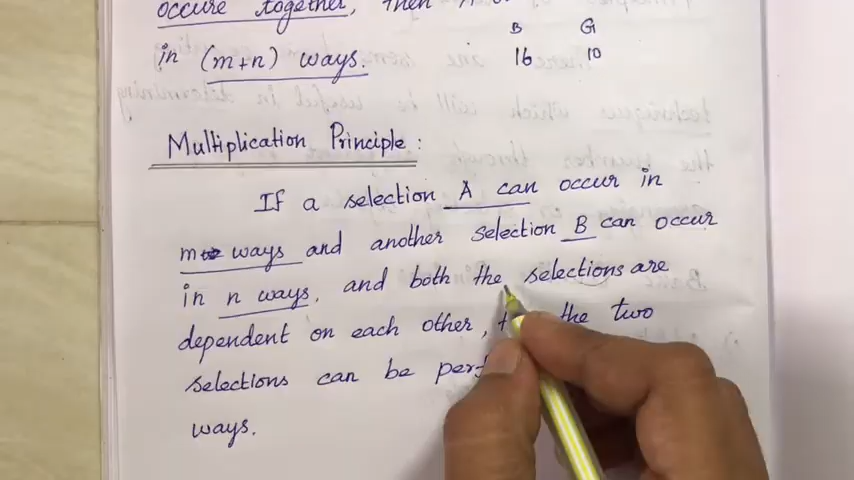 occure together, then
B G
in (m+n) ways. 16 10
Multiplication Principle :
If a selection A can occur in
m ways and another selection B can occur
in n ways, and both the selections are
dependent on each other, the two
selections can be
ways.